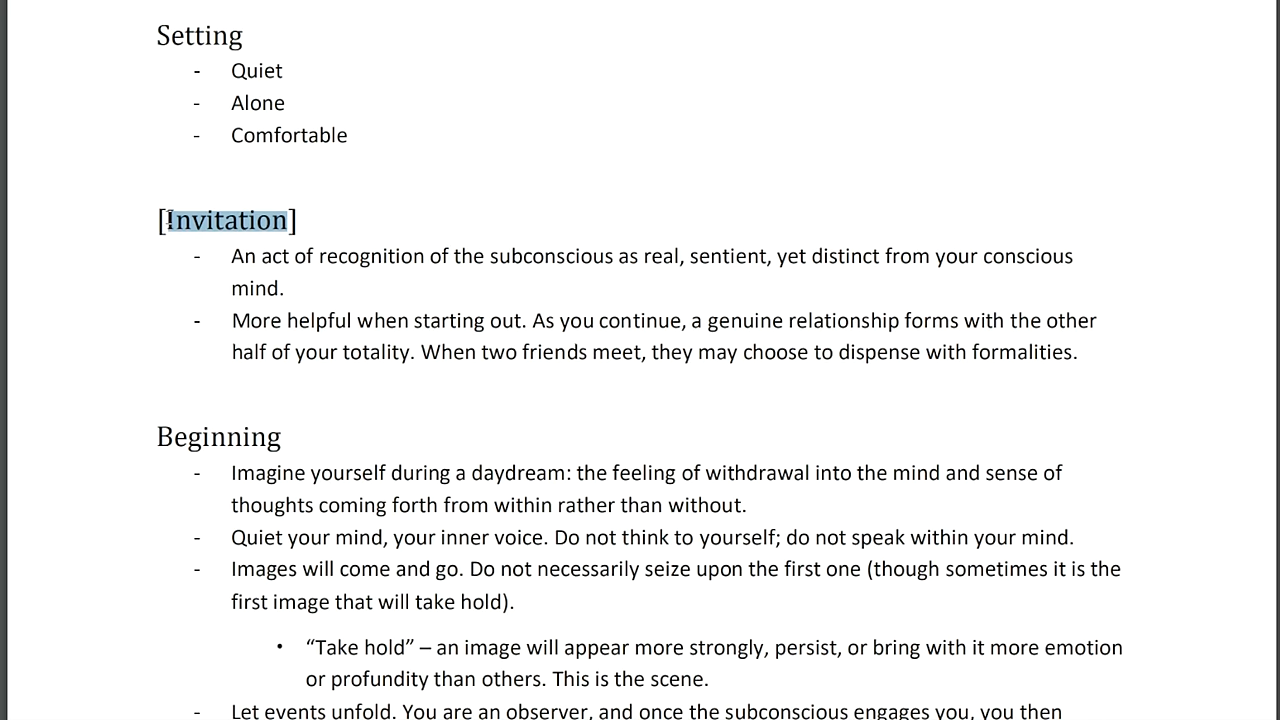 Setting
- Quiet
- Alone
- Comfortable
[Invitation]
- An act of recognition of the subconscious as real, sentient, yet distinct from your conscious
mind.
- More helpful when starting out. As you continue, a genuine relationship forms with the other
half of your totality. When two friends meet, they may choose to dispense with formalities.
Beginning
- Imagine yourself during a daydream: the feeling of withdrawal into the mind and sense of
thoughts coming forth from within rather than without.
- Quiet your mind, your inner voice. Do not think to yourself; do not speak within your mind.
- Images will come and go. Do not necessarily seize upon the first one (though sometimes it is the
first image that will take hold).
• “Take hold” – an image will appear more strongly, persist, or bring with it more emotion
or profundity than others. This is the scene.
- Let events unfold. You are an observer, and once the subconscious engages you, you then